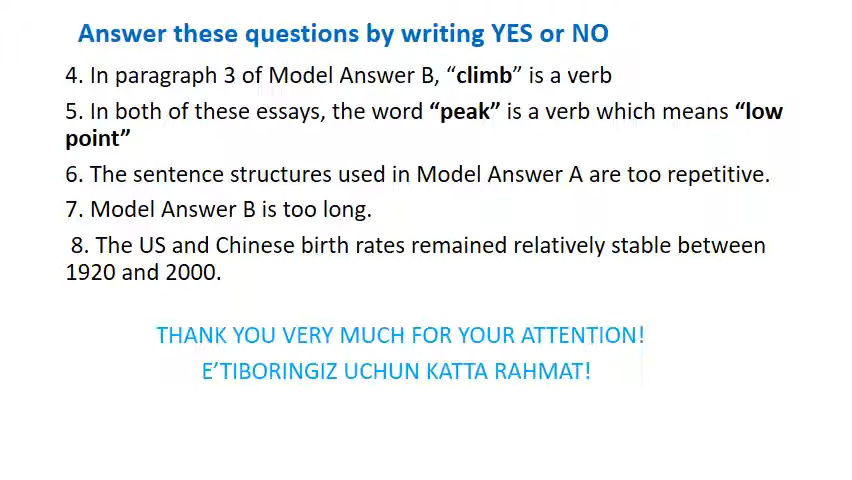 Answer these questions by writing YES or NO
4. In paragraph 3 of Model Answer B, “climb” is a verb
5. In both of these essays, the word “peak” is a verb which means “low
point”
6. The sentence structures used in Model Answer A are too repetitive.
7. Model Answer B is too long.
8. The US and Chinese birth rates remained relatively stable between
1920 and 2000.
THANK YOU VERY MUCH FOR YOUR ATTENTION!
E’TIBORINGIZ UCHUN KATTA RAHMAT!